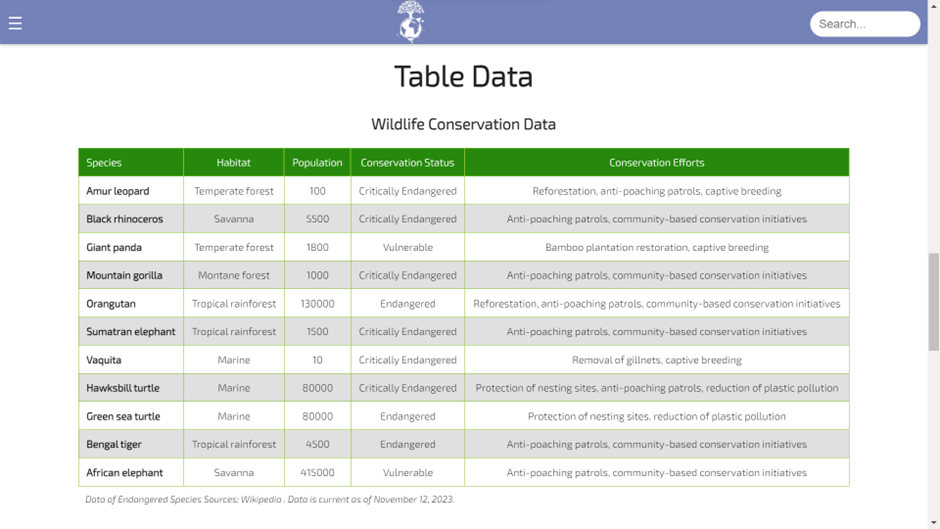 ☰ Search...
Table Data
Wildlife Conservation Data
Species Habitat Population Conservation Status Conservation Efforts
Amur leopard Temperate forest 100 Critically Endangered Reforestation, anti-poaching patrols, captive breeding
Black rhinoceros Savanna 5500 Critically Endangered Anti-poaching patrols, community-based conservation initiatives
Giant panda Temperate forest 1800 Vulnerable Bamboo plantation restoration, captive breeding
Mountain gorilla Montane forest 1000 Critically Endangered Anti-poaching patrols, community-based conservation initiatives
Orangutan Tropical rainforest 130000 Endangered Reforestation, anti-poaching patrols, community-based conservation initiatives
Sumatran elephant Tropical rainforest 1500 Critically Endangered Anti-poaching patrols, community-based conservation initiatives
Vaquita Marine 10 Critically Endangered Removal of gillnets, captive breeding
Hawksbill turtle Marine 80000 Critically Endangered Protection of nesting sites, anti-poaching patrols, reduction of plastic pollution
Green sea turtle Marine 80000 Endangered Protection of nesting sites, reduction of plastic pollution
Bengal tiger Tropical rainforest 4500 Endangered Anti-poaching patrols, community-based conservation initiatives
African elephant Savanna 415000 Vulnerable Anti-poaching patrols, community-based conservation initiatives
Data of Endangered Species Sources: Wikipedia . Data is current as of November 12, 2023.